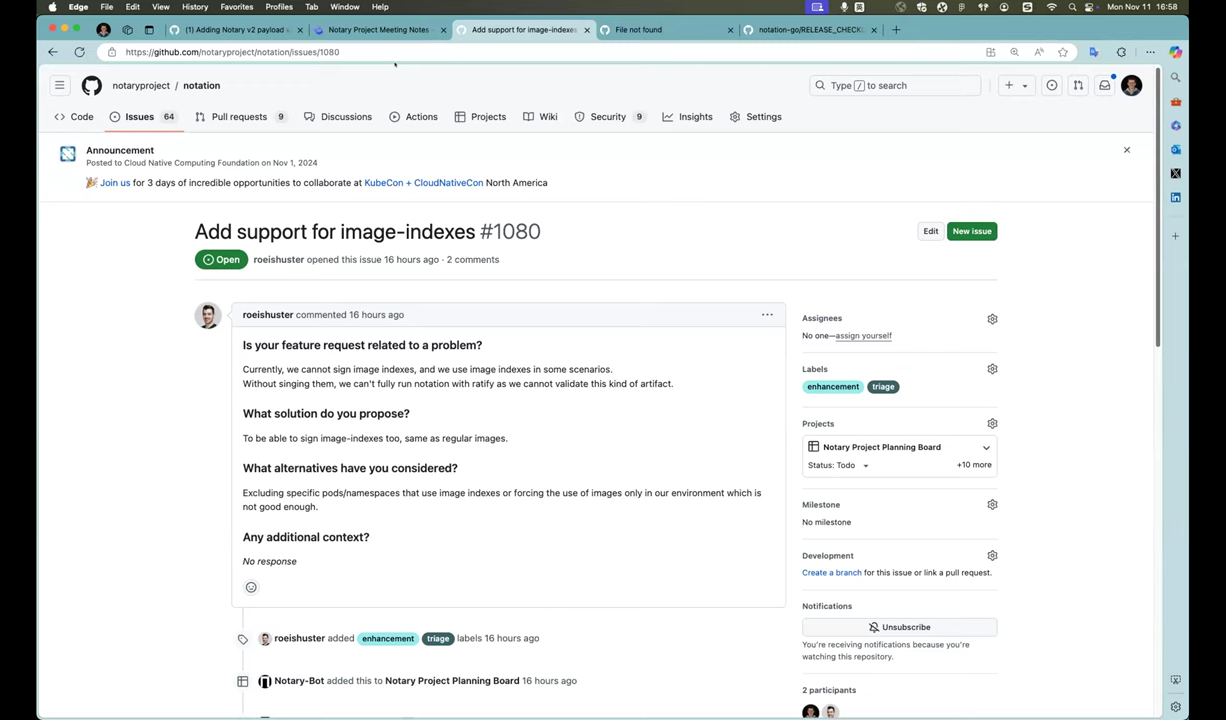 Edge File Edit View History Favorites Profiles Tab Window Help Mon Nov 11 16:58
(1) Adding Notary v2 payload v Notary Project Meeting Notes - Add support for image-indexes File not found notation-go/RELEASE_CHECKL
https://github.com/notaryproject/notation/issues/1080
notaryproject / notation
Type / to search
Code Issues 64 Pull requests 9 Discussions Actions Projects Wiki Security 9 Insights Settings
Announcement
Posted to Cloud Native Computing Foundation on Nov 1, 2024
🎉 Join us for 3 days of incredible opportunities to collaborate at KubeCon + CloudNativeCon North America
Add support for image-indexes #1080
Edit New issue
Open roeishuster opened this issue 16 hours ago · 2 comments
roeishuster commented 16 hours ago
Is your feature request related to a problem?
Currently, we cannot sign image indexes, and we use image indexes in some scenarios.
Without singing them, we can't fully run notation with ratify as we cannot validate this kind of artifact.
What solution do you propose?
To be able to sign image-indexes too, same as regular images.
What alternatives have you considered?
Excluding specific pods/namespaces that use image indexes or forcing the use of images only in our environment which is
not good enough.
Any additional context?
No response
roeishuster added enhancement triage labels 16 hours ago
Notary-Bot added this to Notary Project Planning Board 16 hours ago
Assignees
No one—assign yourself
Labels
enhancement triage
Projects
Notary Project Planning Board
Status: Todo +10 more
Milestone
No milestone
Development
Create a branch for this issue or link a pull request.
Notifications
Unsubscribe
You're receiving notifications because you're
watching this repository.
2 participants